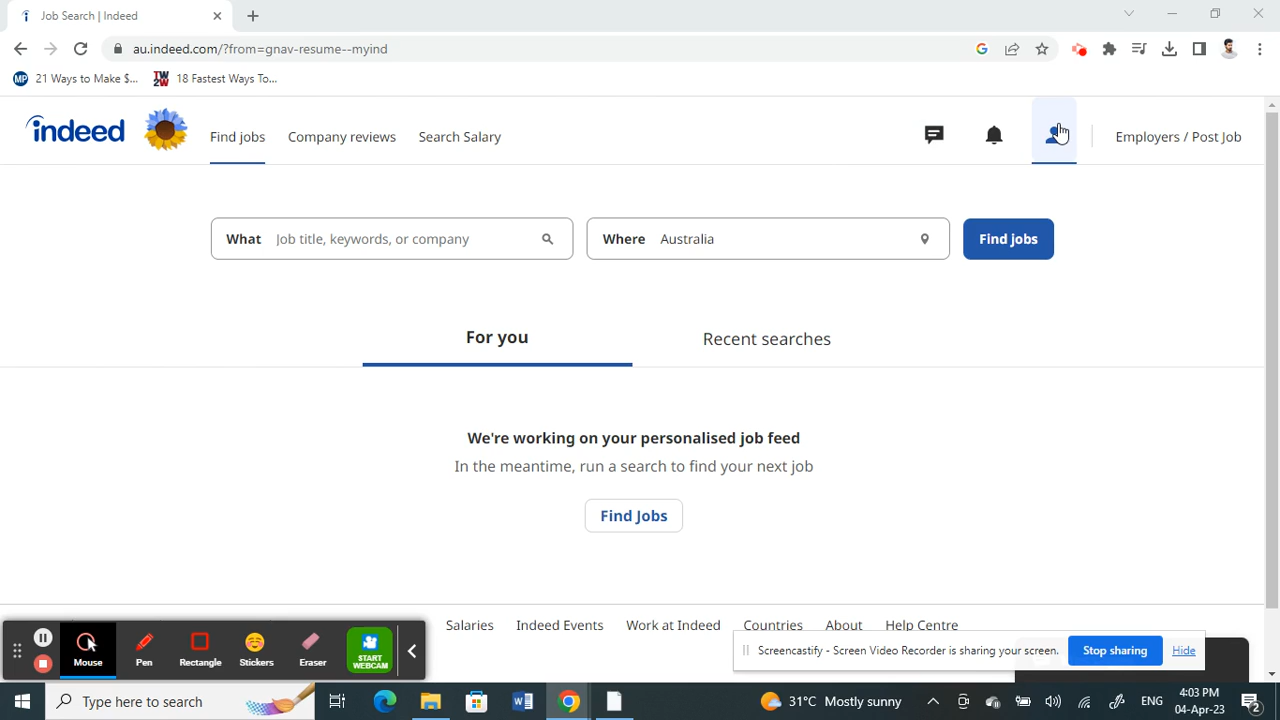 Job Search | Indeed
au.indeed.com/?from=gnav-resume--myind
21 Ways to Make $...
18 Fastest Ways To...
indeed
Find jobs
Company reviews
Search Salary
Employers / Post Job
What
Job title, keywords, or company
Where
Australia
Find jobs
For you
Recent searches
We're working on your personalised job feed
In the meantime, run a search to find your next job
Find Jobs
Salaries
Indeed Events
Work at Indeed
Countries
About
Help Centre
Mouse
Pen
Rectangle
Stickers
Eraser
START
WEBCAM
Screencastify - Screen Video Recorder is sharing your screen.
Stop sharing
Hide
Type here to search
31°C Mostly sunny
ENG
4:03 PM
04-Apr-23
2